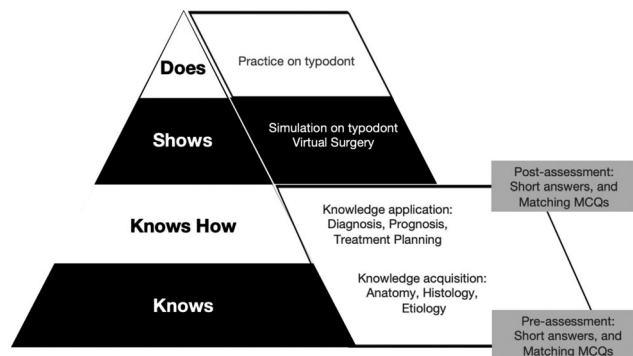 Does
Practice on typodont
Shows
Simulation on typodont
Virtual Surgery
Post-assessment:
Short answers, and
Matching MCQs
Knows How
Knowledge application:
Diagnosis, Prognosis,
Treatment Planning
Knows
Knowledge acquisition:
Anatomy, Histology,
Etiology
Pre-assessment:
Short answers, and
Matching MCQs